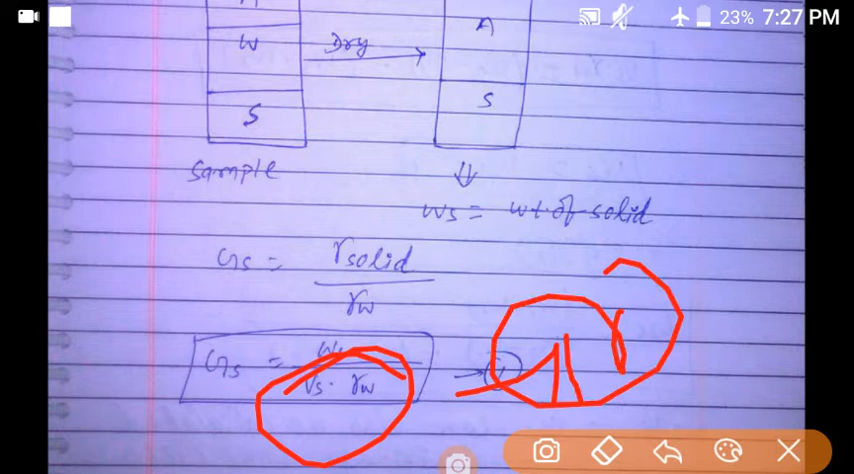 23% 7:27 PM
A
W Dry A
S S
Sample
Ws = wt. of solid
Gs = γsolid / γw
Gs = Ws / Vs · γw